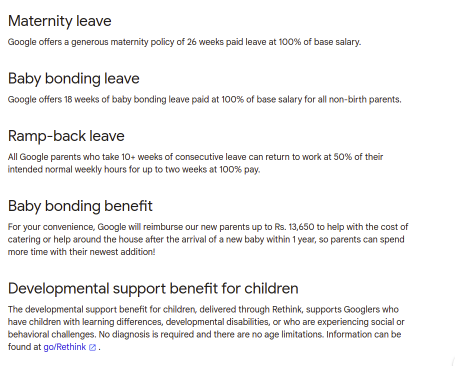 Maternity leave
Google offers a generous maternity policy of 26 weeks paid leave at 100% of base salary.
Baby bonding leave
Google offers 18 weeks of baby bonding leave paid at 100% of base salary for all non-birth parents.
Ramp-back leave
All Google parents who take 10+ weeks of consecutive leave can return to work at 50% of their
intended normal weekly hours for up to two weeks at 100% pay.
Baby bonding benefit
For your convenience, Google will reimburse our new parents up to Rs. 13,650 to help with the cost of
catering or help around the house after the arrival of a new baby within 1 year, so parents can spend
more time with their newest addition!
Developmental support benefit for children
The developmental support benefit for children, delivered through Rethink, supports Googlers who
have children with learning differences, developmental disabilities, or who are experiencing social or
behavioral challenges. No diagnosis is required and there are no age limitations. Information can be
found at go/Rethink .